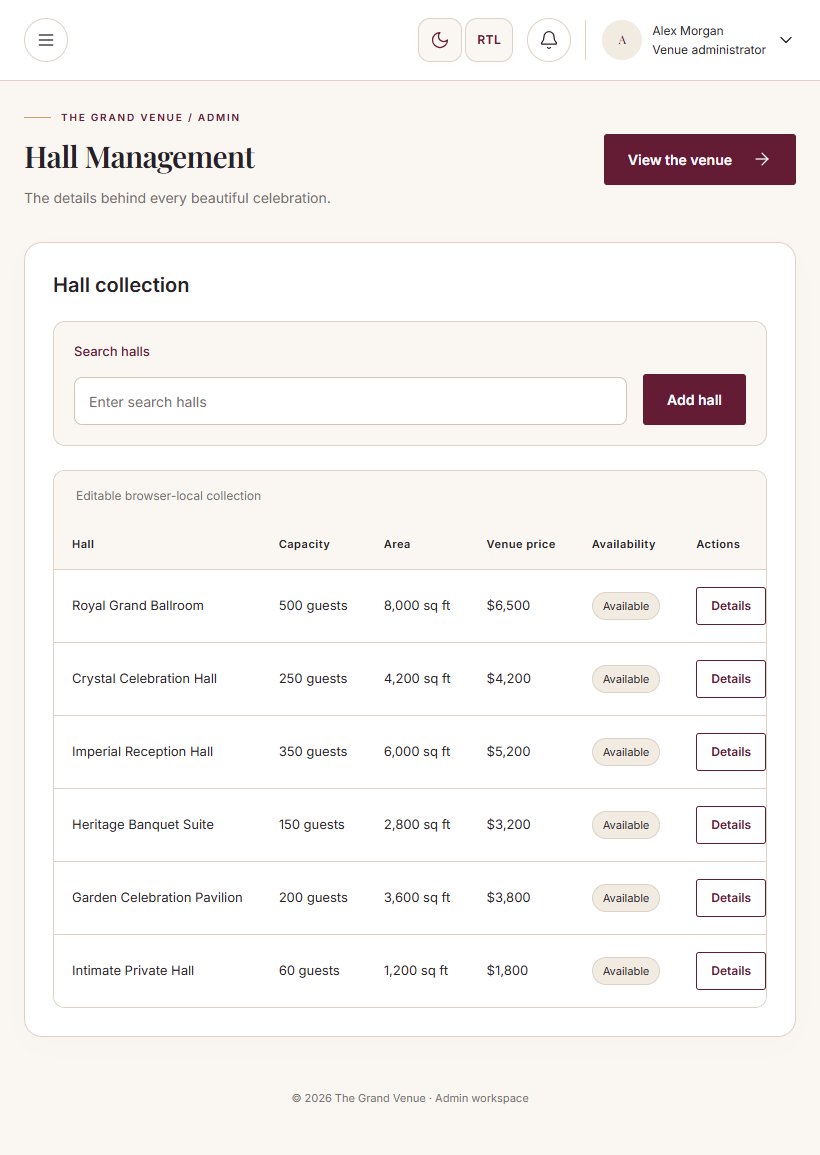 RTL
A
Alex Morgan
Venue administrator
THE GRAND VENUE / ADMIN
Hall Management
The details behind every beautiful celebration.
View the venue
Hall collection
Search halls
Enter search halls
Add hall
Editable browser-local collection
Hall Capacity Area Venue price Availability Actions
Royal Grand Ballroom 500 guests 8,000 sq ft $6,500 Available Details
Crystal Celebration Hall 250 guests 4,200 sq ft $4,200 Available Details
Imperial Reception Hall 350 guests 6,000 sq ft $5,200 Available Details
Heritage Banquet Suite 150 guests 2,800 sq ft $3,200 Available Details
Garden Celebration Pavilion 200 guests 3,600 sq ft $3,800 Available Details
Intimate Private Hall 60 guests 1,200 sq ft $1,800 Available Details
© 2026 The Grand Venue · Admin workspace